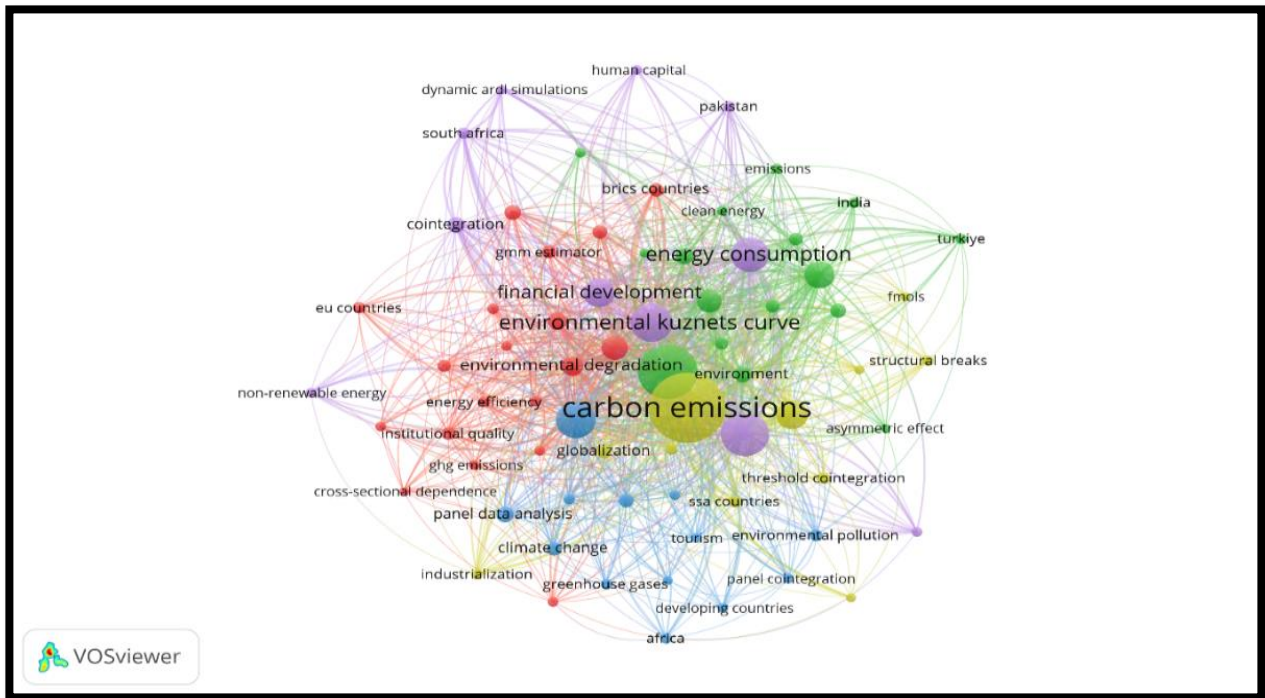 human capital
dynamic ardl simulations
pakistan
south africa
emissions
brics countries
clean energy
india
cointegration
turkiye
gmm estimator
energy consumption
financial development
fmols
eu countries
environmental kuznets curve
structural breaks
environmental degradation
environment
non-renewable energy
energy efficiency
carbon emissions
institutional quality
asymmetric effect
globalization
ghg emissions
threshold cointegration
cross-sectional dependence
ssa countries
panel data analysis
tourism
environmental pollution
climate change
industrialization
greenhouse gases
panel cointegration
developing countries
africa
VOSviewer